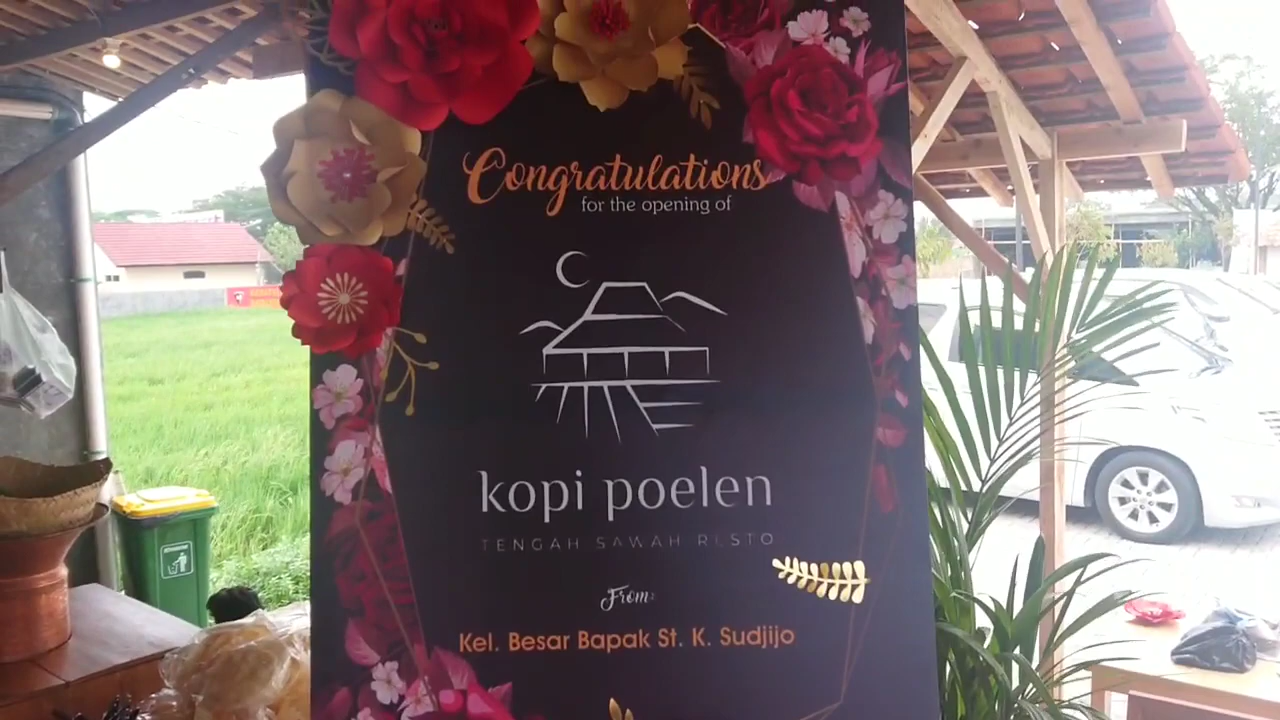 Congratulations
for the opening of
kopi poelen
TENGAH SAWAH RESTO
From:
Kel. Besar Bapak St. K. Sudjijo